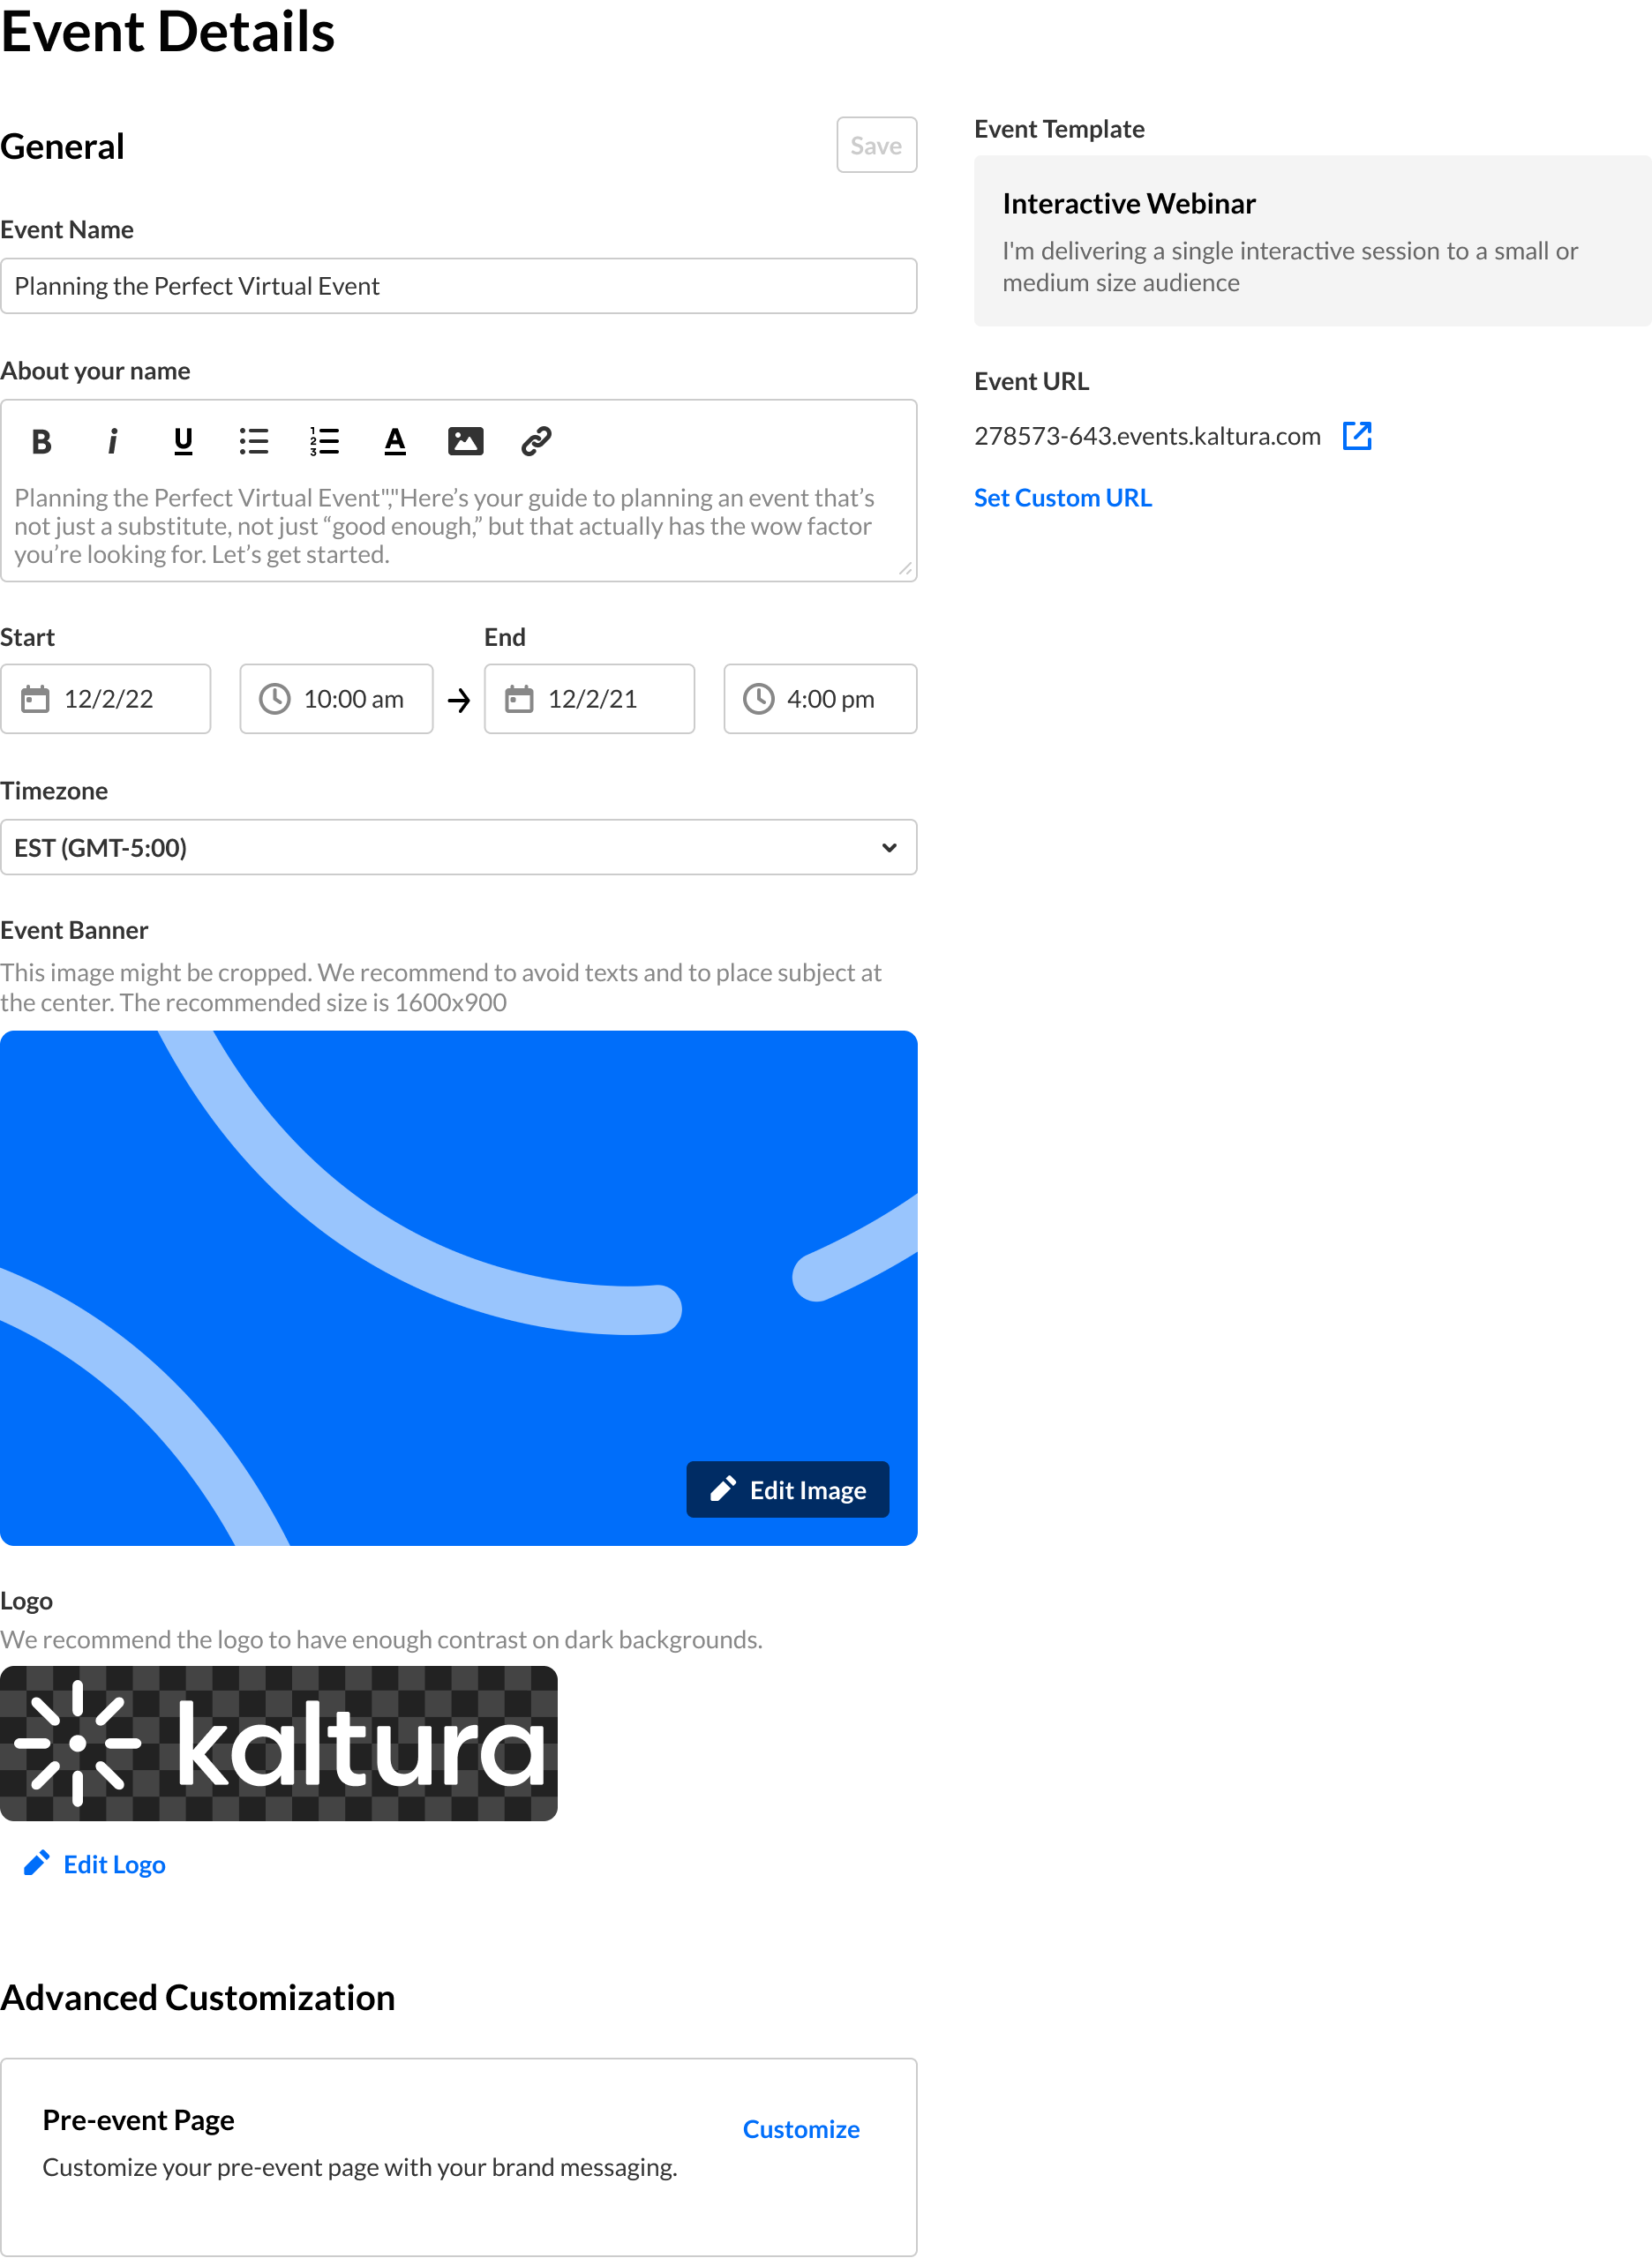 Event Details
General
Save
Event Name
Planning the Perfect Virtual Event
About your name
B i U A
Planning the Perfect Virtual Event","Here’s your guide to planning an event that’s
not just a substitute, not just “good enough,” but that actually has the wow factor
you’re looking for. Let’s get started.
Start
End
12/2/22
10:00 am
12/2/21
4:00 pm
Timezone
EST (GMT-5:00)
Event Banner
This image might be cropped. We recommend to avoid texts and to place subject at
the center. The recommended size is 1600x900
Edit Image
Logo
We recommend the logo to have enough contrast on dark backgrounds.
kaltura
Edit Logo
Advanced Customization
Pre-event Page
Customize
Customize your pre-event page with your brand messaging.
Event Template
Interactive Webinar
I'm delivering a single interactive session to a small or
medium size audience
Event URL
278573-643.events.kaltura.com
Set Custom URL